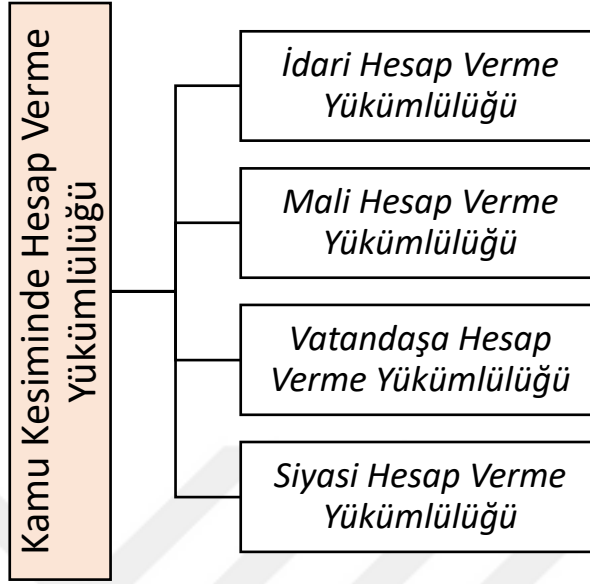 Kamu Kesiminde Hesap Verme
Yükümlülüğü
İdari Hesap Verme
Yükümlülüğü
Mali Hesap Verme
Yükümlülüğü
Vatandaşa Hesap
Verme Yükümlülüğü
Siyasi Hesap Verme
Yükümlülüğü